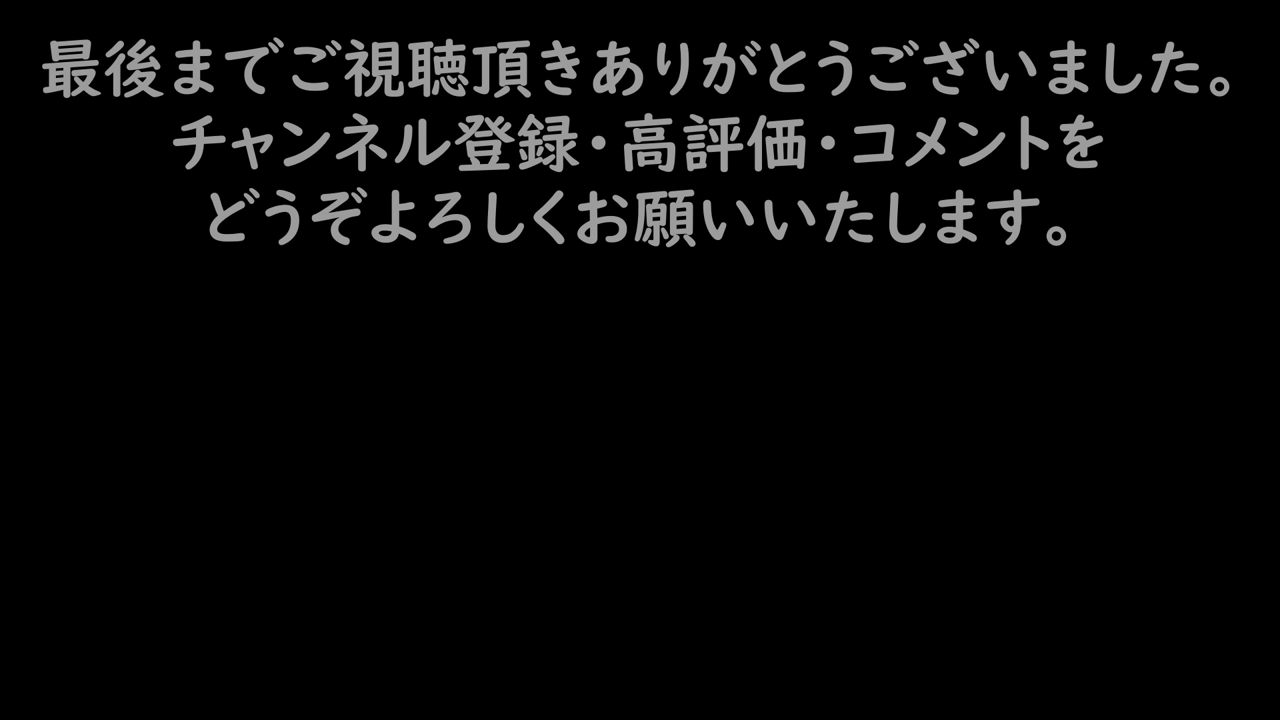 最後までご視聴頂きありがとうございました。
チャンネル登録・高評価・コメントを
どうぞよろしくお願いいたします。